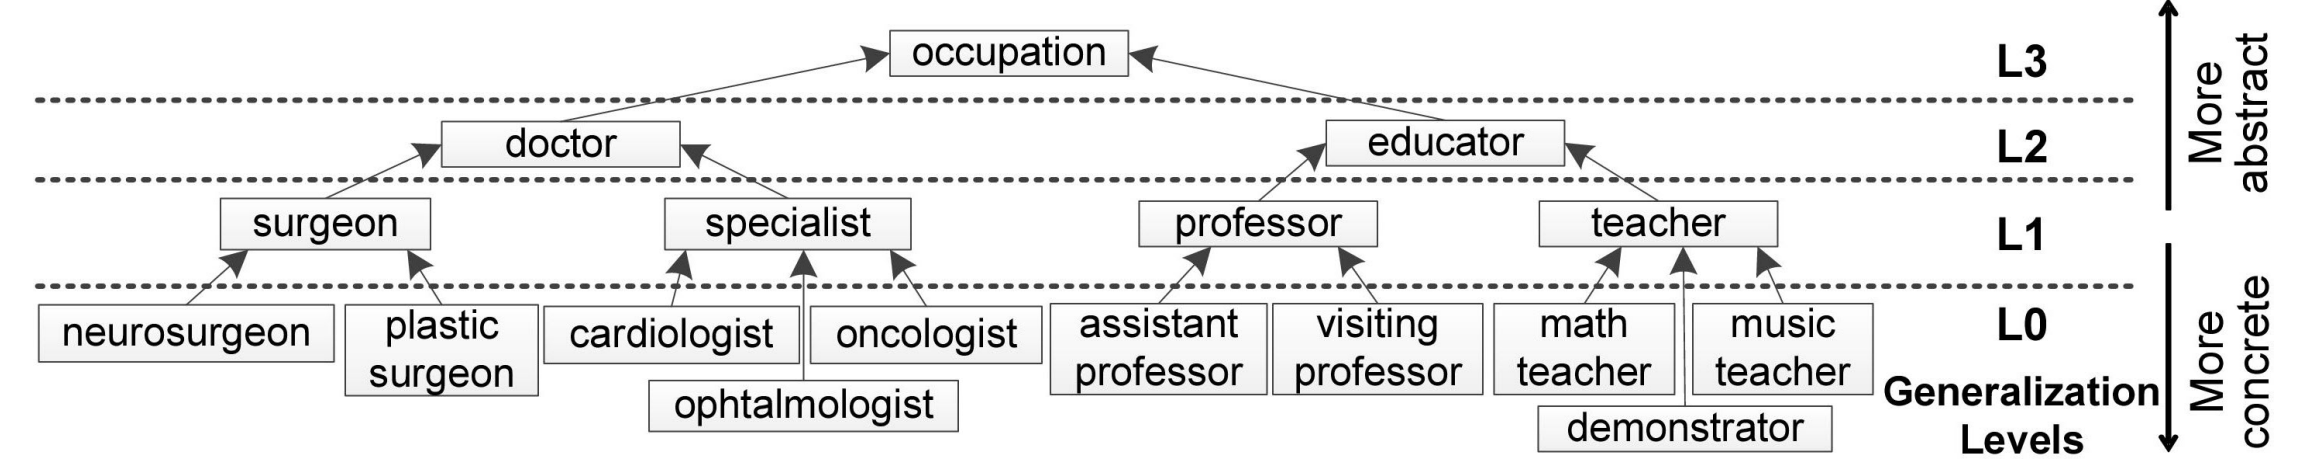 occupation
L3
doctor
educator
L2
surgeon
specialist
professor
teacher
L1
neurosurgeon
plastic
surgeon
cardiologist
oncologist
ophtalmologist
assistant
professor
visiting
professor
math
teacher
music
teacher
demonstrator
L0
Generalization
Levels
More
abstract
More
concrete